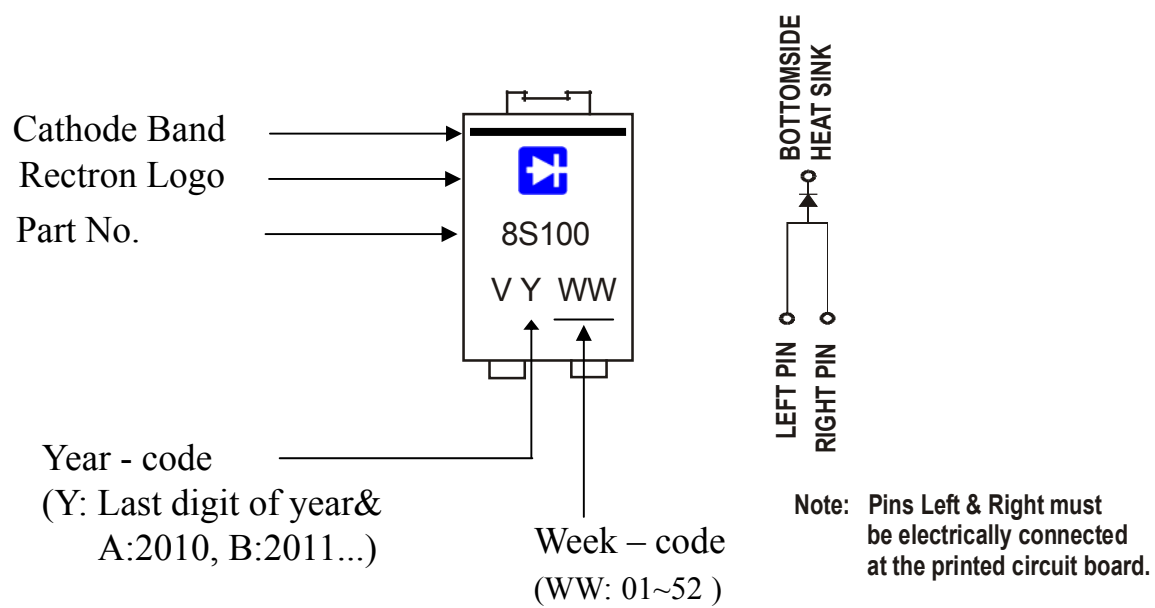 Cathode Band
Rectron Logo
Part No.
8S100
V Y WW
Year - code
(Y: Last digit of year&
A:2010, B:2011...)
Week – code
(WW: 01~52 )
BOTTOMSIDE
HEAT SINK
LEFT PIN
RIGHT PIN
Note: Pins Left & Right must
be electrically connected
at the printed circuit board.